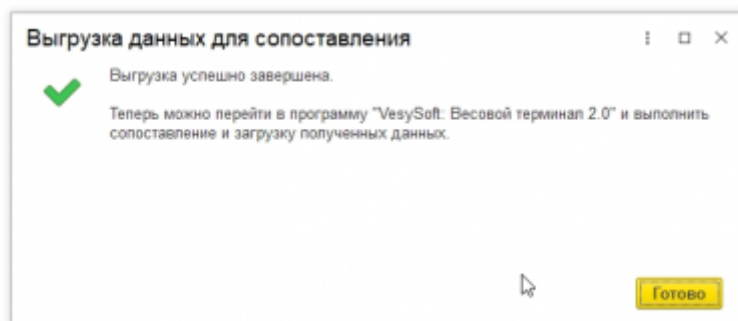 Выгрузка данных для сопоставления
Выгрузка успешно завершена.
Теперь можно перейти в программу "VesySoft: Весовой терминал 2.0" и выполнить
сопоставление и загрузку полученных данных.
Готово